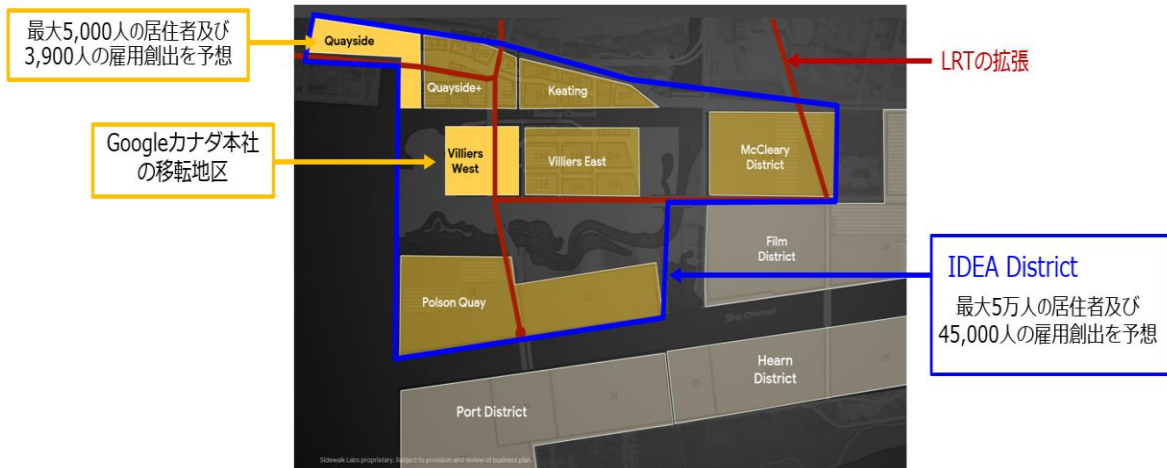 最大5,000人の居住者及び
3,900人の雇用創出を予想
Quayside
LRTの拡張
Quayside+
Keating
Keating Channel
Googleカナダ本社
の移転地区
Villiers
West
Villiers East
McCleary
District
Film
District
IDEA District
最大5万人の居住者及び
45,000人の雇用創出を予想
Polson Quay
Ship Channel
Hearn
District
Port District
Sidewalk Labs proprietary. Subject to provision and review of business plan.